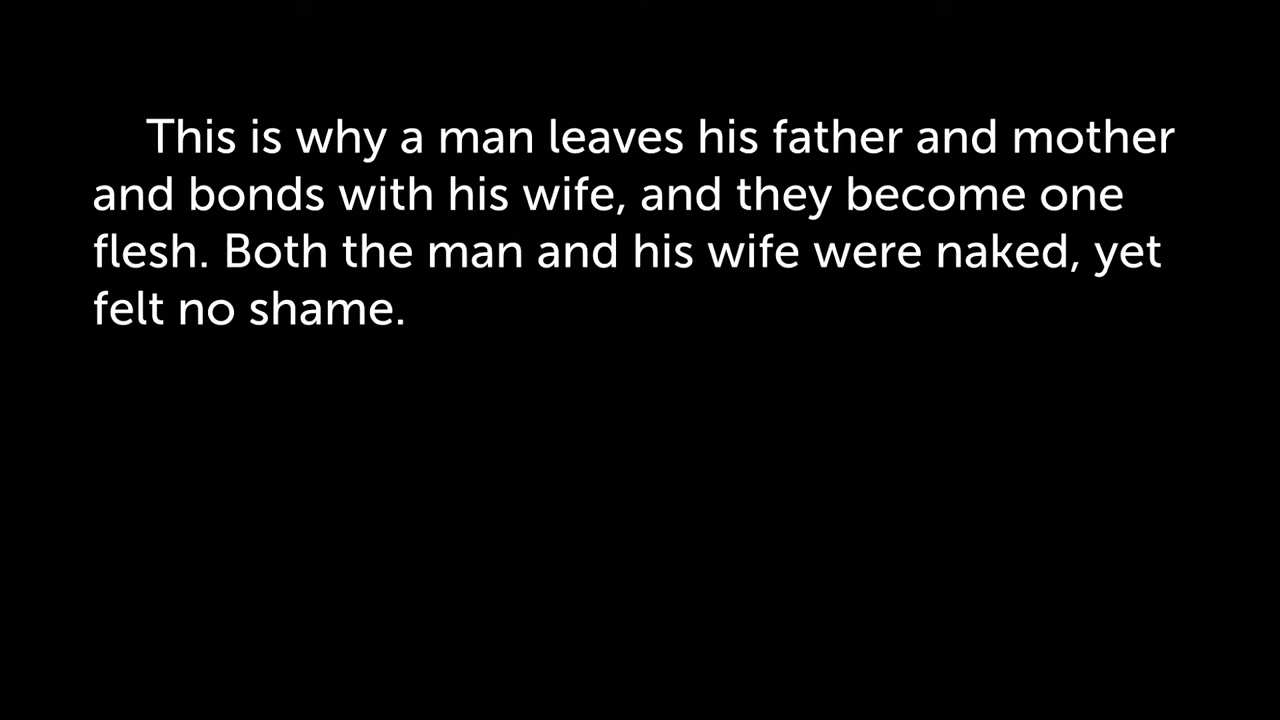 This is why a man leaves his father and mother
and bonds with his wife, and they become one
flesh. Both the man and his wife were naked, yet
felt no shame.